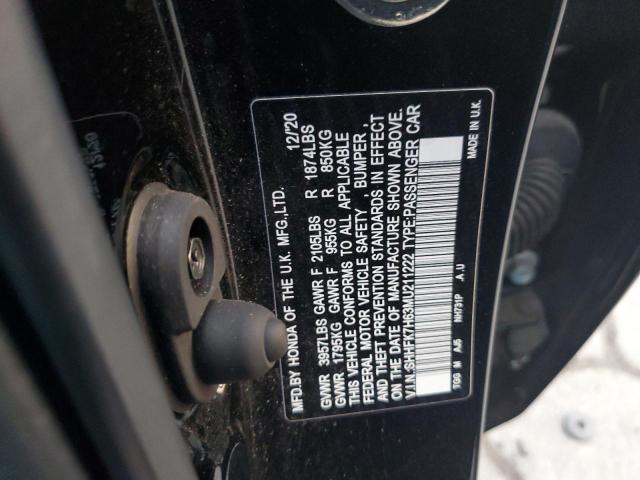 MFD.BY HONDA OF THE U.K. MFG.,LTD. 12/20
GVWR 3957LBS GAWR F 2105LBS R 1874LBS
GVWR 1795KG GAWR F 955KG R 850KG
THIS VEHICLE CONFORMS TO ALL APPLICABLE
FEDERAL MOTOR VEHICLE SAFETY, BUMPER,
AND THEFT PREVENTION STANDARDS IN EFFECT
ON THE DATE OF MANUFACTURE SHOWN ABOVE.
V.I.N.:SHHFK7H63MU211222 TYPE:PASSENGER CAR
TGG M AJ5 NH731P A.U MADE IN U.K.